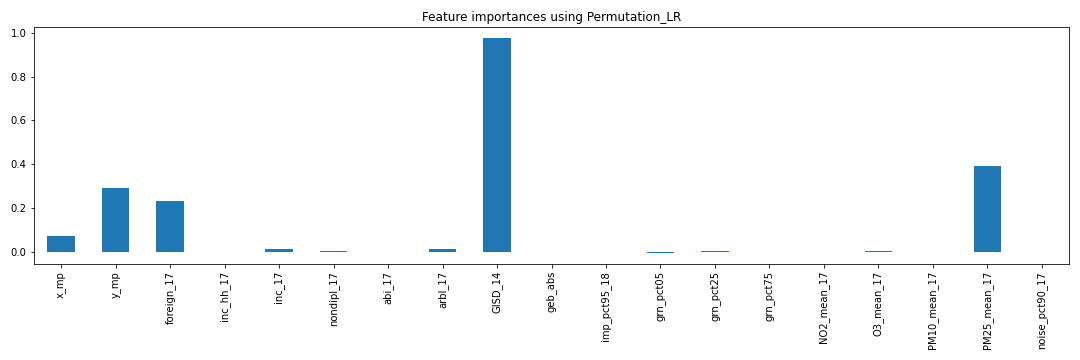 Feature importances using Permutation_LR
1.0
0.8
0.6
0.4
0.2
0.0
x_mp
y_mp
foreign_17
inc_hh_17
inc_17
nondipl_17
abi_17
arbl_17
GISD_14
geb_abs
imp_pct95_18
grn_pct05
grn_pct25
grn_pct75
NO2_mean_17
O3_mean_17
PM10_mean_17
PM25_mean_17
noise_pct90_17